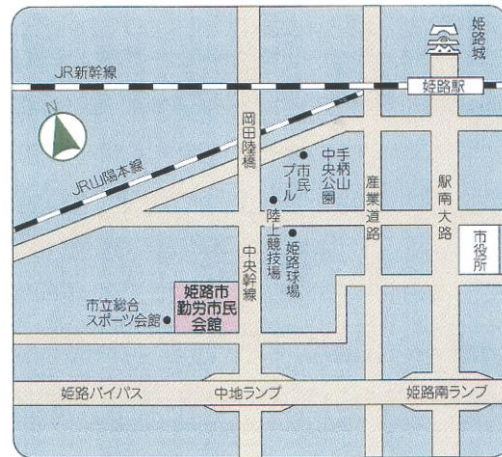 姫路城
JR新幹線
姫路駅
N
岡田陸橋
JR山陽本線
市民
プール
手柄山
中央公園
産業道路
駅南大路
陸上競技場
姫路球場
中央幹線
市役所
市立総合
スポーツ会館
姫路市
勤労市民
会館
姫路バイパス
中地ランプ
姫路南ランプ